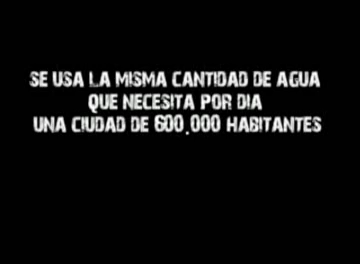 SE USA LA MISMA CANTIDAD DE AGUA
QUE NECESITA POR DIA
UNA CIUDAD DE 600.000 HABITANTES